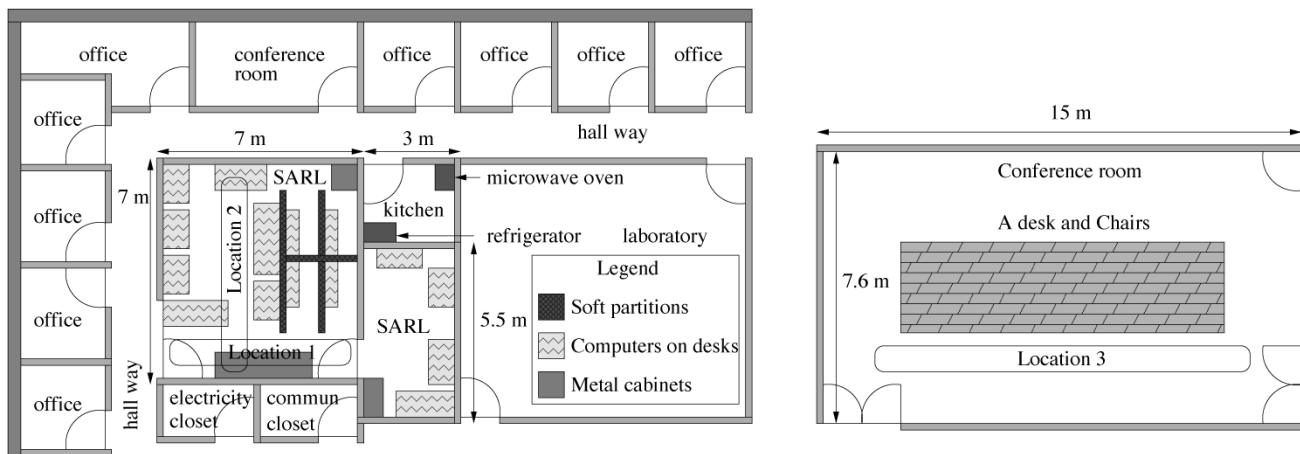 office
conference
room
office
office
office
office
office
office
office
office
hall way
7 m
3 m
7 m
SARL
Location 2
kitchen
microwave oven
refrigerator
laboratory
Legend
Soft partitions
Computers on desks
Metal cabinets
5.5 m
SARL
Location 1
electricity
closet
commun
closet
hall way
15 m
Conference room
A desk and Chairs
7.6 m
Location 3